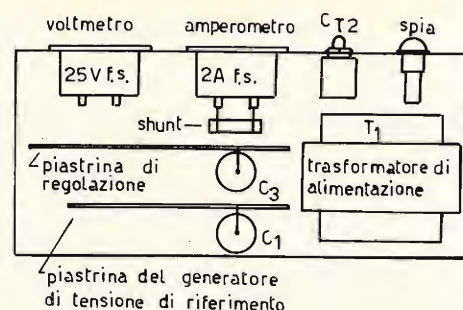 voltmetro
amperometro
CT2
spia
25V f.s.
2A f.s.
shunt
T1
piastrina di
regolazione
C3
trasformatore di
alimentazione
C1
piastrina del generatore
di tensione di riferimento